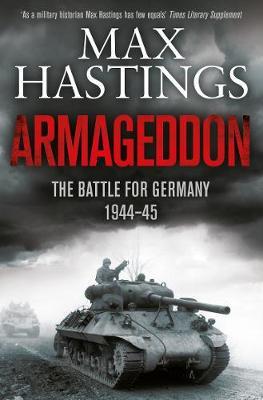 'As a military historian Max Hastings has few equals' Times Literary Supplement
MAX
HASTINGS
ARMAGEDDON
THE BATTLE FOR GERMANY
1944–45